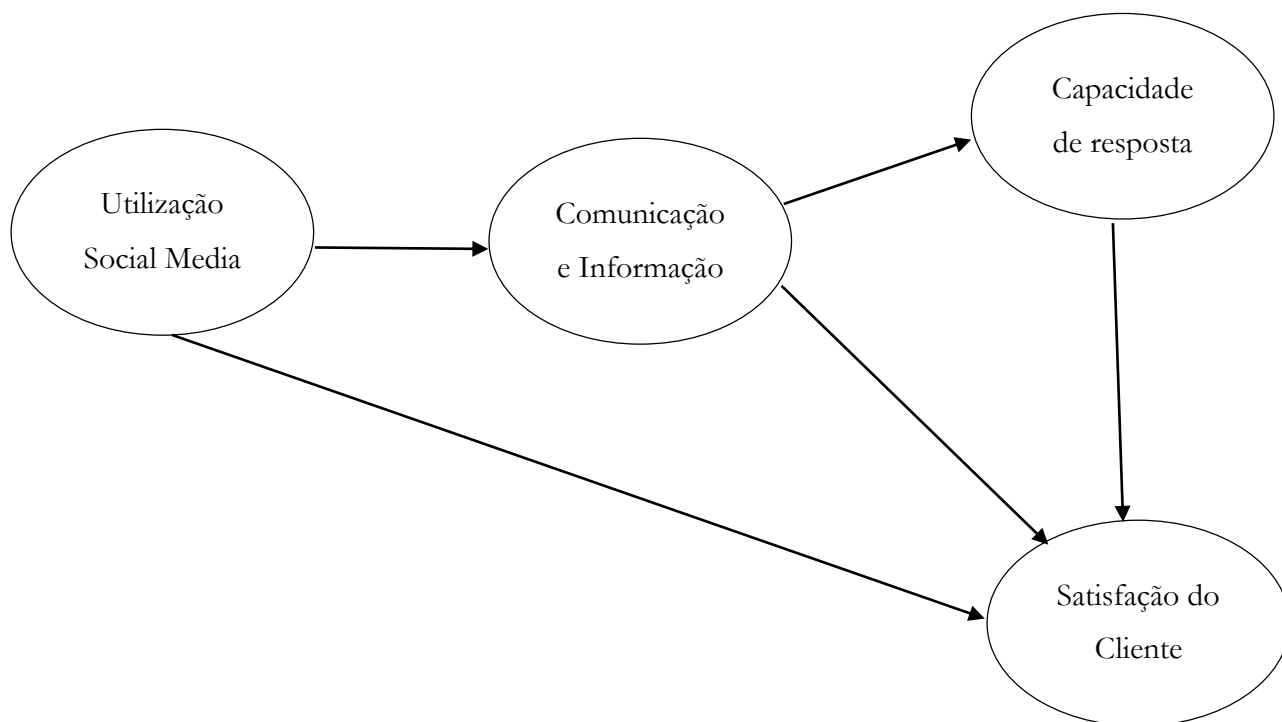 Utilização
Social Media
Comunicação
e Informação
Capacidade
de resposta
Satisfação do
Cliente